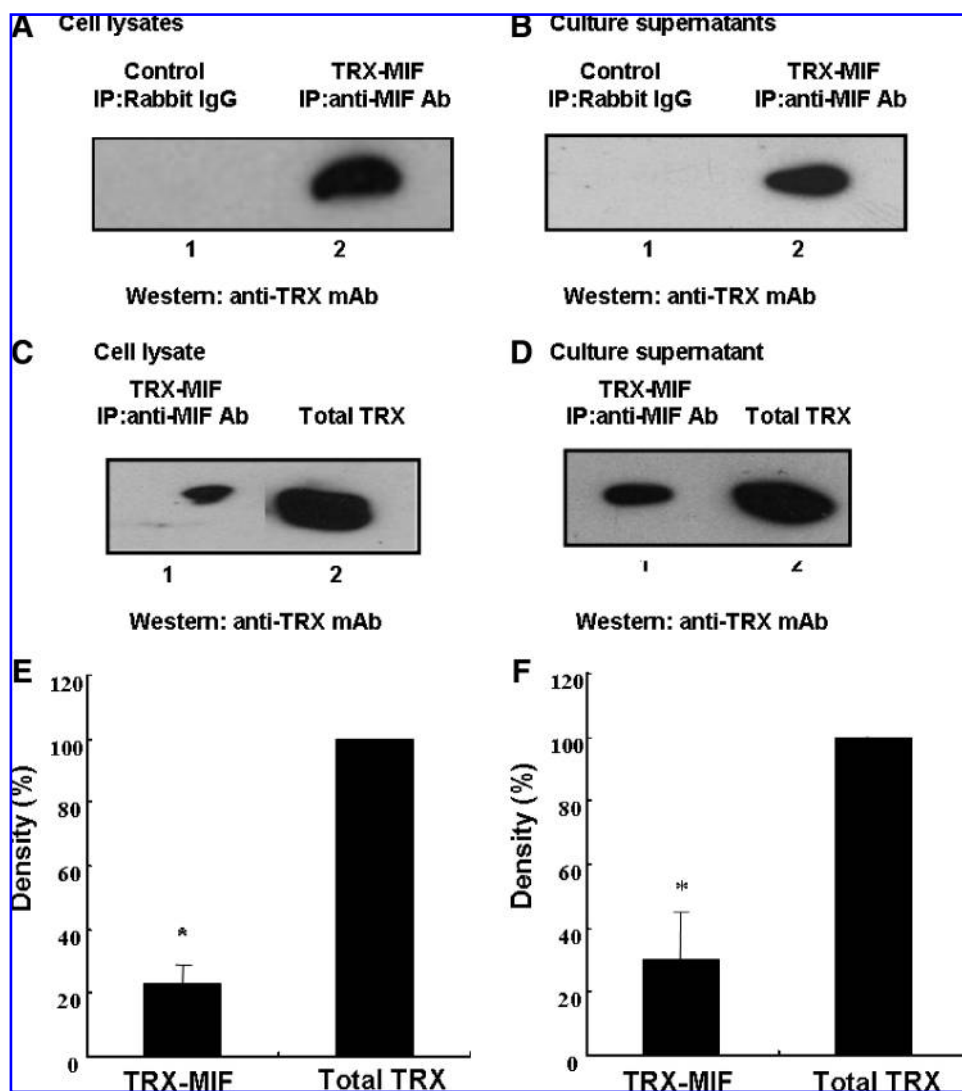 A Cell lysates
Control
IP:Rabbit IgG
TRX-MIF
IP:anti-MIF Ab
1 2
Western: anti-TRX mAb
B Culture supernatants
Control
IP:Rabbit IgG
TRX-MIF
IP:anti-MIF Ab
1 2
Western: anti-TRX mAb
C Cell lysate
TRX-MIF
IP:anti-MIF Ab
Total TRX
1 2
Western: anti-TRX mAb
D Culture supernatant
TRX-MIF
IP:anti-MIF Ab
Total TRX
1 2
Western: anti-TRX mAb
E
Density (%)
120
100
80
60
40
20
0
*
TRX-MIF Total TRX
F
Density (%)
120
100
80
60
40
20
0
*
TRX-MIF Total TRX